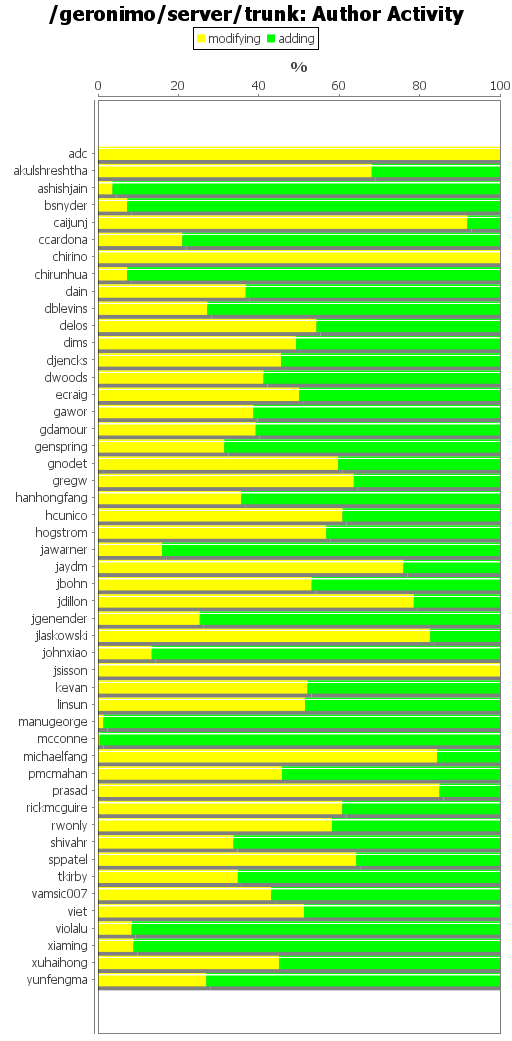 /geronimo/server/trunk: Author Activity
modifying adding
%
0 20 40 60 80 100
adc
akulshreshtha
ashishjain
bsnyder
caijunj
ccardona
chirino
chirunhua
dain
dblevins
delos
dims
djencks
dwoods
ecraig
gawor
gdamour
genspring
gnodet
gregw
hanhongfang
hcunico
hogstrom
jawarner
jaydm
jbohn
jdillon
jgenender
jlaskowski
johnxiao
jsisson
kevan
linsun
manugeorge
mcconne
michaelfang
pmcmahan
prasad
rickmcguire
rwonly
shivahr
sppatel
tkirby
vamsic007
viet
violalu
xiaming
xuhaihong
yunfengma